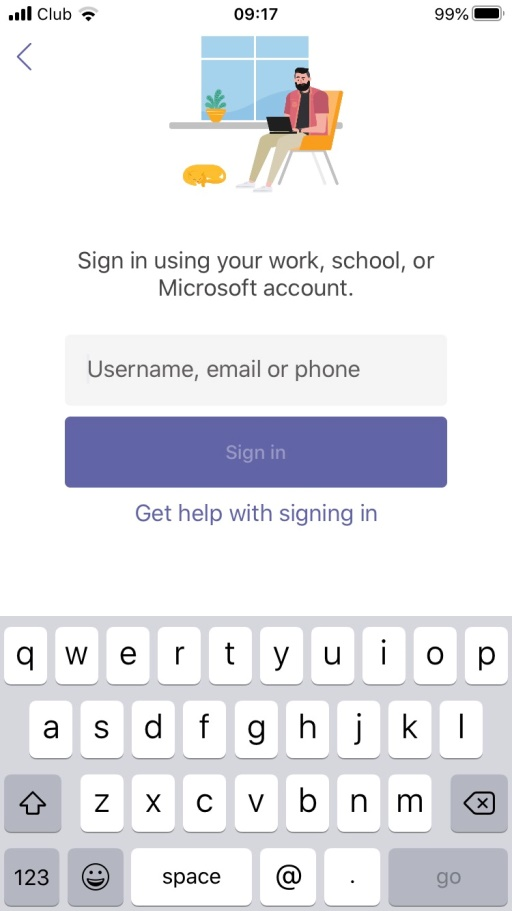 Club 09:17 99%
Sign in using your work, school, or
Microsoft account.
Username, email or phone
Sign in
Get help with signing in
q w e r t y u i o p
a s d f g h j k l
z x c v b n m
123 space @ . go